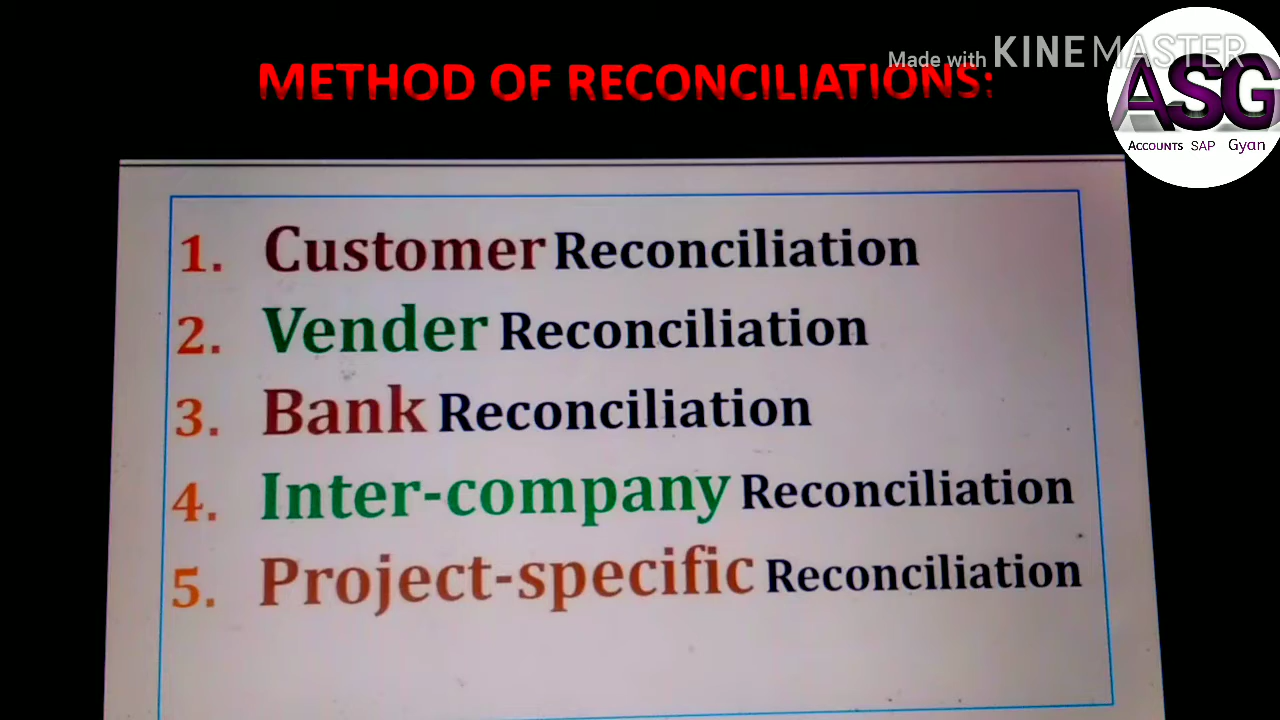 Made with KINEMASTER
METHOD OF RECONCILIATIONS:
ASG
Accounts SAP Gyan
1. Customer Reconciliation
2. Vender Reconciliation
3. Bank Reconciliation
4. Inter-company Reconciliation
5. Project-specific Reconciliation